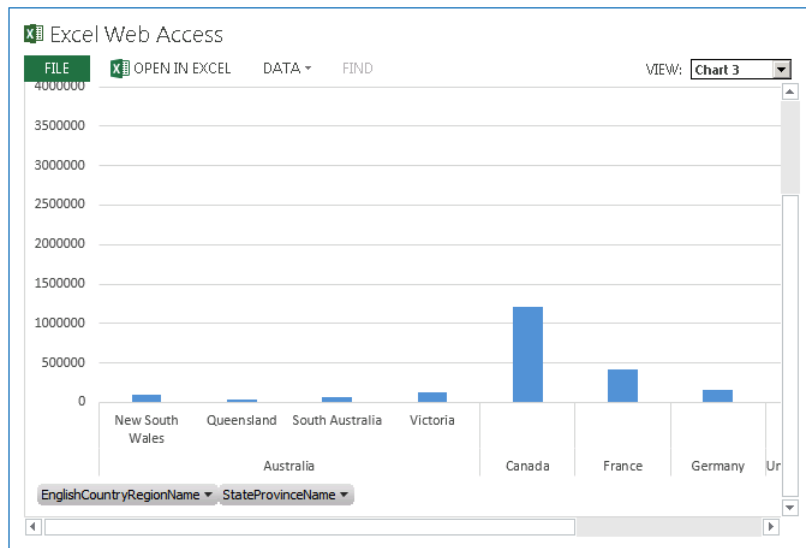 Excel Web Access
FILE OPEN IN EXCEL DATA FIND VIEW: Chart 3
4000000
3500000
3000000
2500000
2000000
1500000
1000000
500000
0
New South Queensland South Australia Victoria
Wales
Australia Canada France Germany Ur
EnglishCountryRegionName StateProvinceName